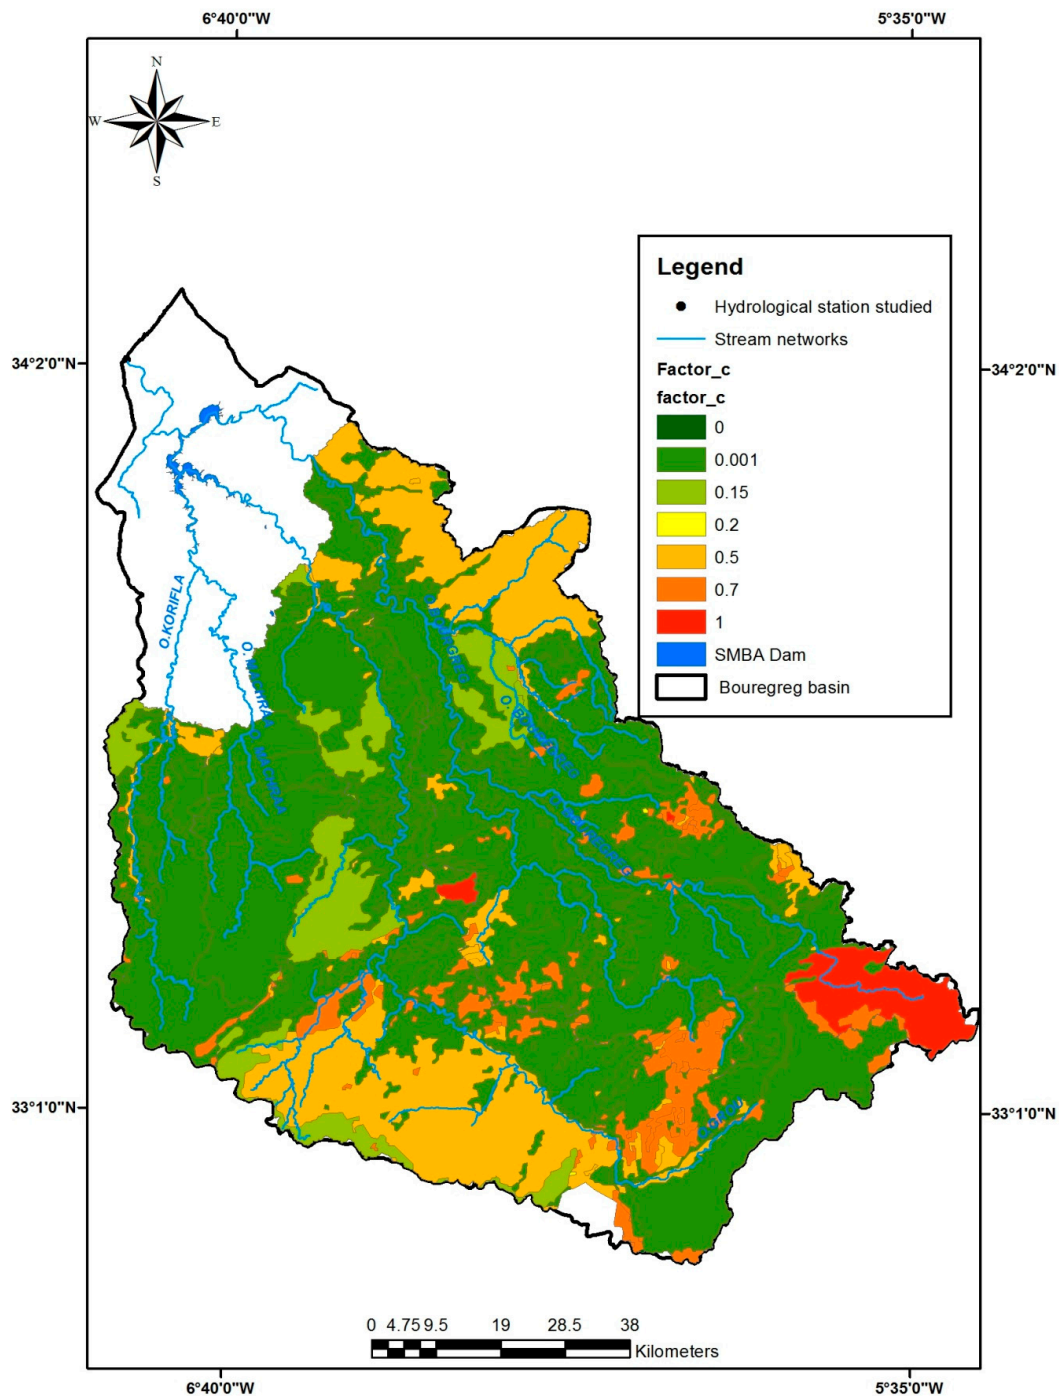 6°40'0"W 5°35'0"W
N
W E
S
Legend
Hydrological station studied
Stream networks
34°2'0"N 34°2'0"N
Factor_c
factor_c
0
0.001
0.15
0.2
0.5
0.7
1
SMBA Dam
Bouregreg basin
O.KORIFLA
33°1'0"N 33°1'0"N
0 4.75 9.5 19 28.5 38
Kilometers
6°40'0"W 5°35'0"W